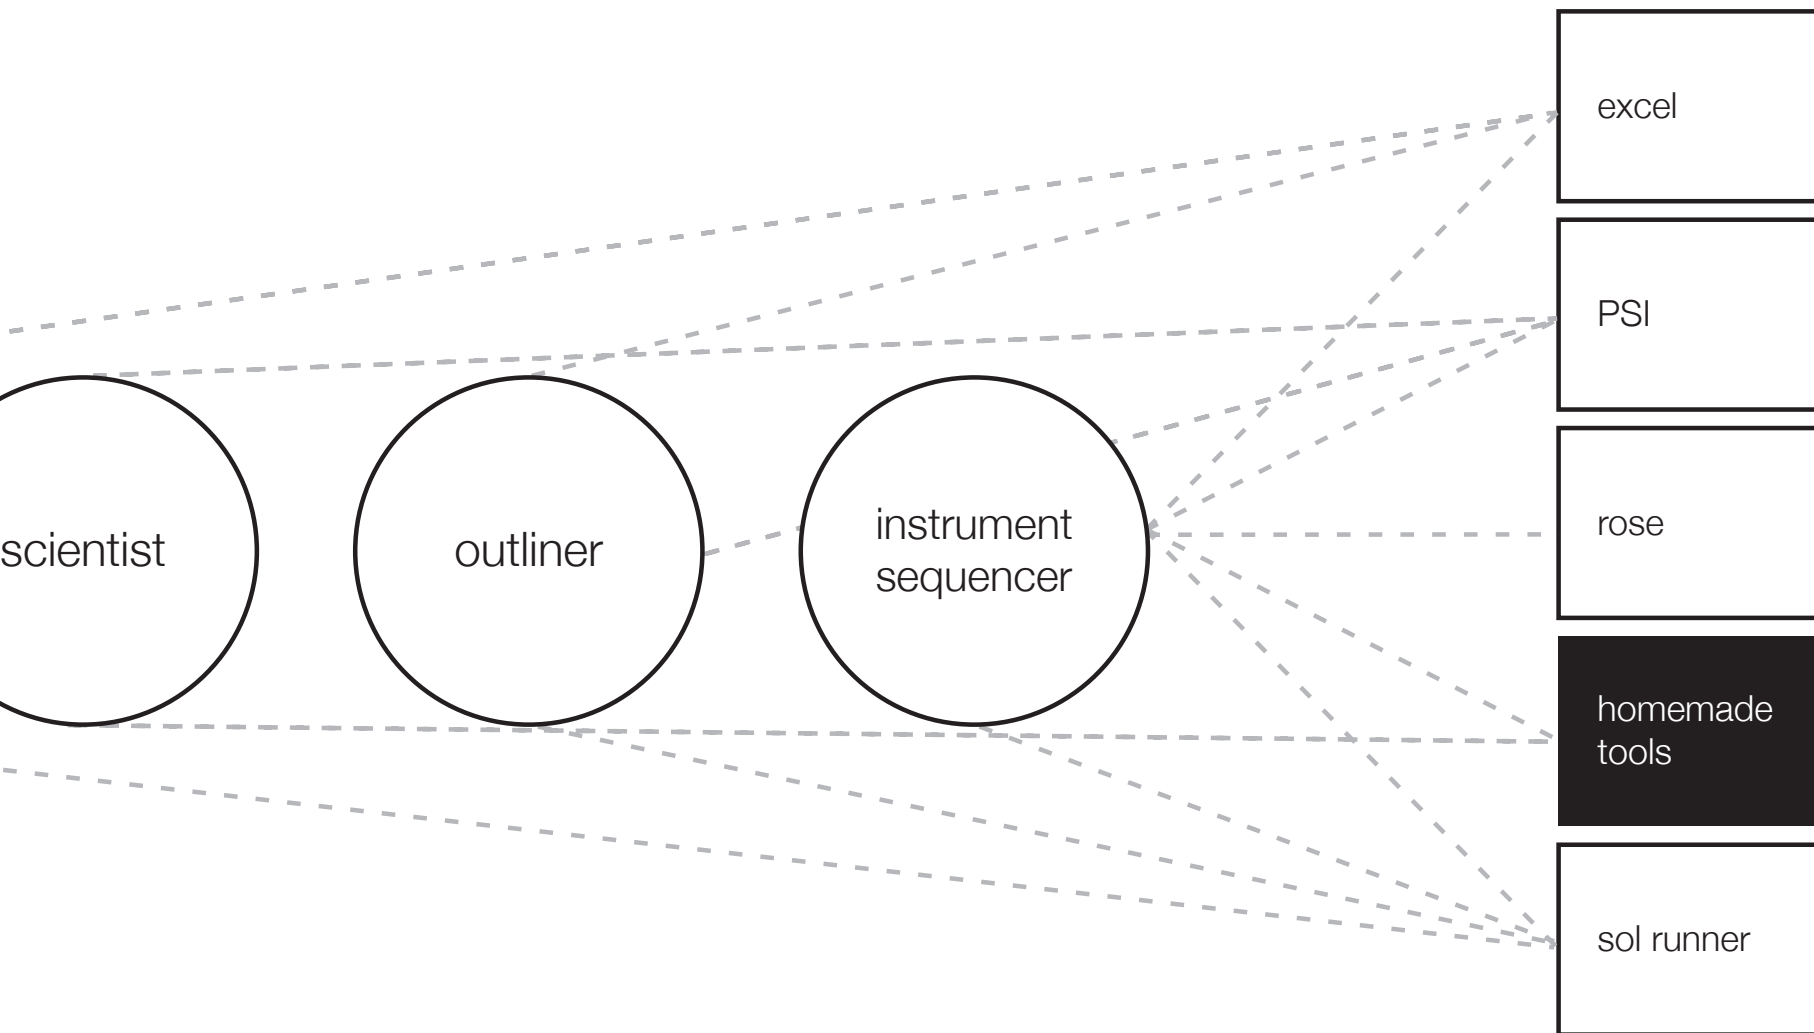 scientist
outliner
instrument
sequencer
excel
PSI
rose
homemade
tools
sol runner